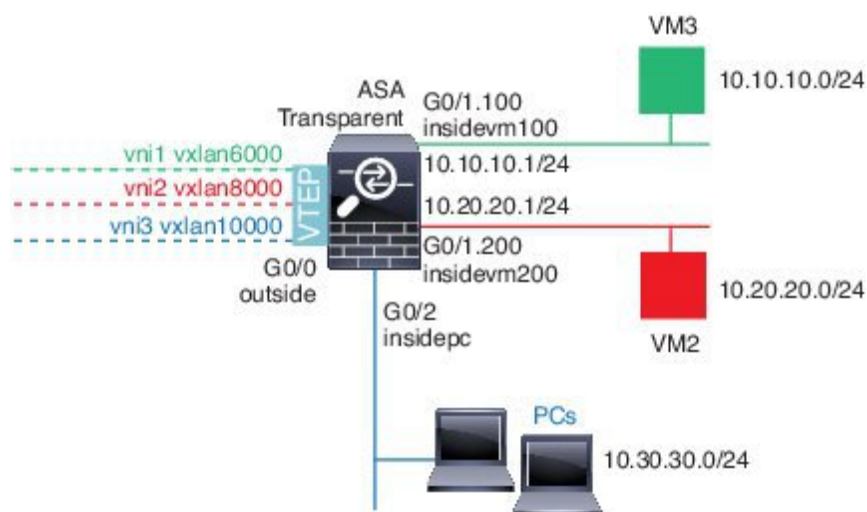 VM3
10.10.10.0/24
ASA
Transparent
G0/1.100
insidevm100
vni1 vxlan6000
10.10.10.1/24
vni2 vxlan8000
VTEP
10.20.20.1/24
vni3 vxlan10000
G0/1.200
insidevm200
G0/0
outside
10.20.20.0/24
G0/2
insidepc
VM2
PCs
10.30.30.0/24